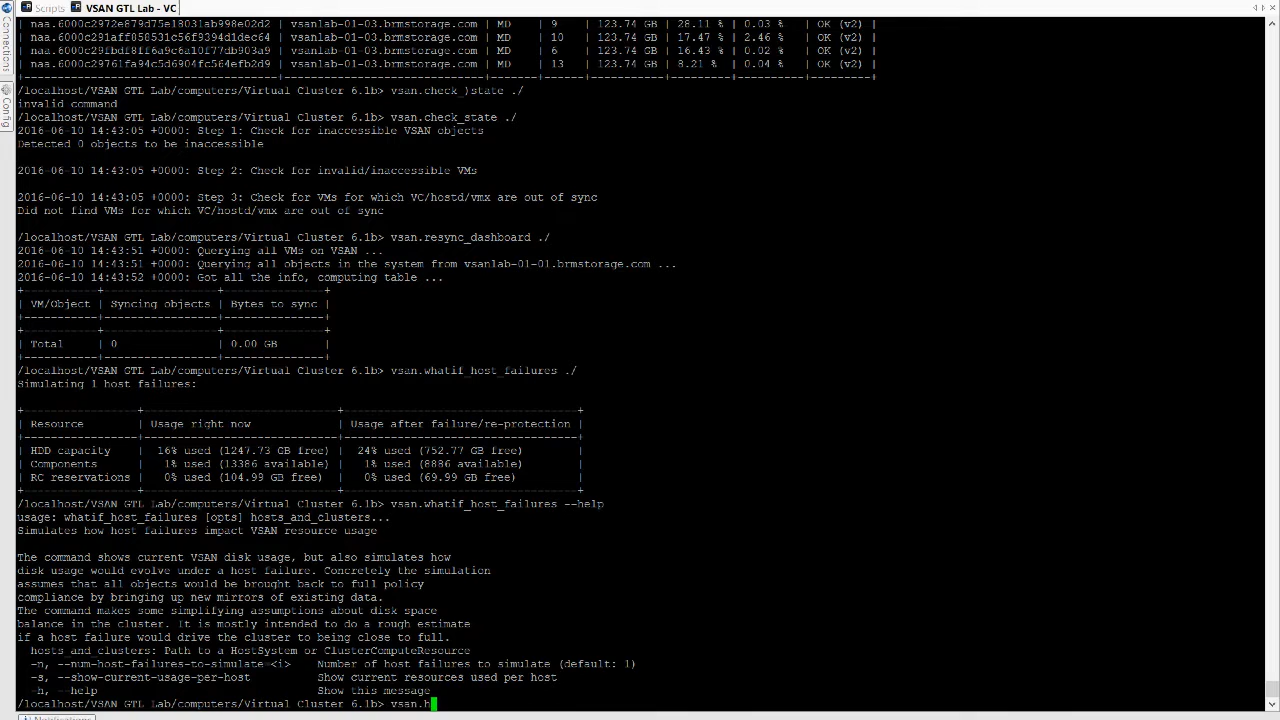 Scripts VSAN GTL Lab - VC
Connections
Config
| naa.6000c2972e879d75e18031ab998e02d2 | vsanlab-01-03.brmstorage.com | MD | 9 | 123.74 GB | 28.11 % | 0.03 % | OK (v2) |
| naa.6000c291aff058531c56f9394d1dec64 | vsanlab-01-03.brmstorage.com | MD | 10 | 123.74 GB | 17.47 % | 2.46 % | OK (v2) |
| naa.6000c29fbdf8ff6a9c6a10f77db903a9 | vsanlab-01-03.brmstorage.com | MD | 6 | 123.74 GB | 16.43 % | 0.02 % | OK (v2) |
| naa.6000c29761fa94c5d6904fc564efb2d9 | vsanlab-01-03.brmstorage.com | MD | 13 | 123.74 GB | 8.21 % | 0.04 % | OK (v2) |
/localhost/VSAN GTL Lab/computers/Virtual Cluster 6.1b> vsan.check_)state ./
invalid command
/localhost/VSAN GTL Lab/computers/Virtual Cluster 6.1b> vsan.check_state ./
2016-06-10 14:43:05 +0000: Step 1: Check for inaccessible VSAN objects
Detected 0 objects to be inaccessible
2016-06-10 14:43:05 +0000: Step 2: Check for invalid/inaccessible VMs
2016-06-10 14:43:05 +0000: Step 3: Check for VMs for which VC/hostd/vmx are out of sync
Did not find VMs for which VC/hostd/vmx are out of sync
/localhost/VSAN GTL Lab/computers/Virtual Cluster 6.1b> vsan.resync_dashboard ./
2016-06-10 14:43:51 +0000: Querying all VMs on VSAN ...
2016-06-10 14:43:51 +0000: Querying all objects in the system from vsanlab-01-01.brmstorage.com ...
2016-06-10 14:43:52 +0000: Got all the info, computing table ...
| VM/Object | Syncing objects | Bytes to sync |
| Total | 0 | 0.00 GB |
/localhost/VSAN GTL Lab/computers/Virtual Cluster 6.1b> vsan.whatif_host_failures ./
Simulating 1 host failures:
| Resource | Usage right now | Usage after failure/re-protection |
| HDD capacity | 16% used (1247.73 GB free) | 24% used (752.77 GB free) |
| Components | 1% used (13386 available) | 1% used (8886 available) |
| RC reservations | 0% used (104.99 GB free) | 0% used (69.99 GB free) |
/localhost/VSAN GTL Lab/computers/Virtual Cluster 6.1b> vsan.whatif_host_failures --help
usage: whatif_host_failures [opts] hosts_and_clusters...
Simulates how host failures impact VSAN resource usage
The command shows current VSAN disk usage, but also simulates how
disk usage would evolve under a host failure. Concretely the simulation
assumes that all objects would be brought back to full policy
compliance by bringing up new mirrors of existing data.
The command makes some simplifying assumptions about disk space
balance in the cluster. It is mostly intended to do a rough estimate
if a host failure would drive the cluster to being close to full.
hosts_and_clusters: Path to a HostSystem or ClusterComputeResource
-n, --num-host-failures-to-simulate=<i> Number of host failures to simulate (default: 1)
-s, --show-current-usage-per-host Show current resources used per host
-h, --help Show this message
/localhost/VSAN GTL Lab/computers/Virtual Cluster 6.1b> vsan.h
Notifications